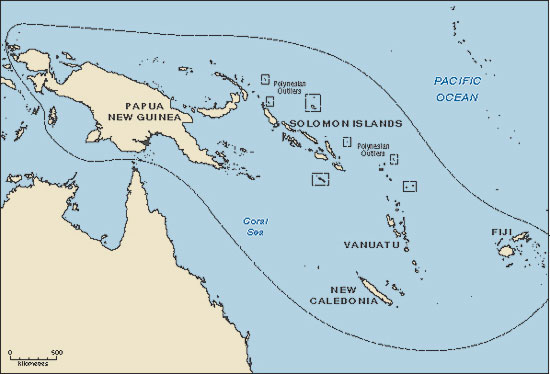 PACIFIC
OCEAN
Polynesian
Outliers
PAPUA
NEW GUINEA
SOLOMON ISLANDS
Polynesian
Outliers
Coral
Sea
FIJI
VANUATU
NEW
CALEDONIA
0 500
kilometres